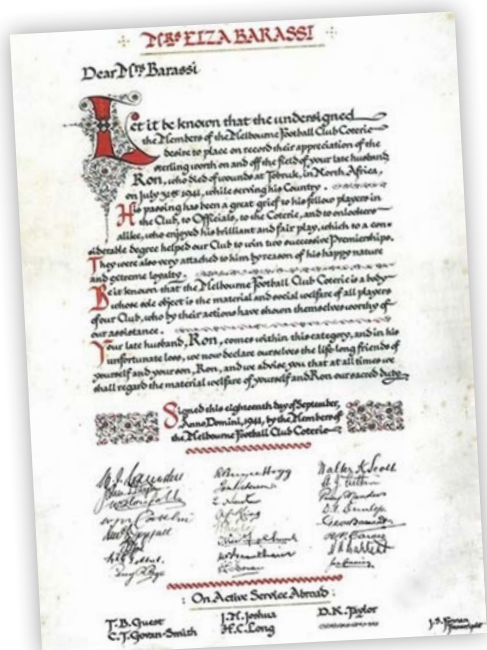 Mrs ELIZA BARASSI
Dear Mrs Barassi
Let it be known that the undersigned
the Members of the Melbourne Football Club Coterie
desire to place on record their appreciation of the
sterling worth on and off the field of your late husband
Ron, who died of wounds at Tobruk, in North Africa,
on July 31st 1941, while serving his Country.
His passing has been a great grief to his fellow players in
the Club, to Officials, to the Coterie, and to onlookers
alike, who enjoyed his brilliant and fair play, which to a con-
siderable degree helped our Club to win two successive Premierships.
They were also very attached to him by reason of his happy nature
and extreme loyalty.
Be it known that the Melbourne Football Club Coterie is a body
whose sole object is the material and social welfare of all players
of our Club, who by their actions have shown themselves worthy of
our assistance.
Your late husband, Ron, comes within this category, and in his
unfortunate loss, we now declare ourselves the life-long friends of
yourself and your son, Ron, and we advise you that at all times we
shall regard the material welfare of yourself and Ron our sacred duty
Signed this eighteenth day of September,
Anno Domini, 1941, by the Members of
the Melbourne Football Club Coterie
Walter K Scott
On Active Service Abroad:
T.B. Guest J.M. Joshua D.R. Taylor
C.T. Goran-Smith H.C. Long